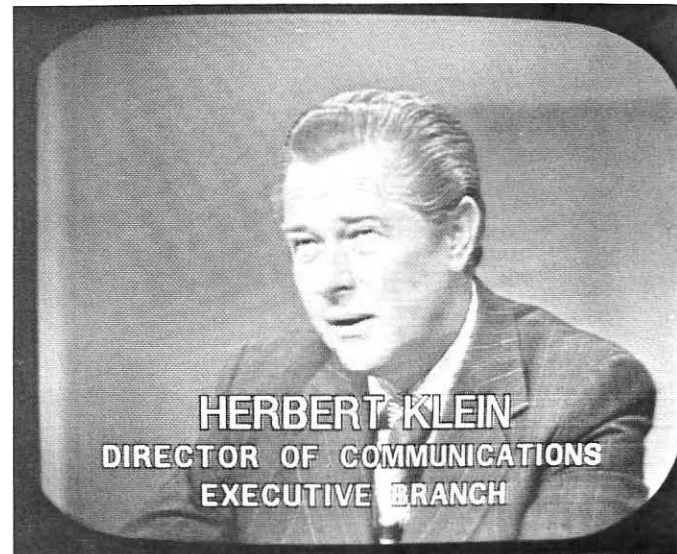 HERBERT KLEIN
DIRECTOR OF COMMUNICATIONS
EXECUTIVE BRANCH